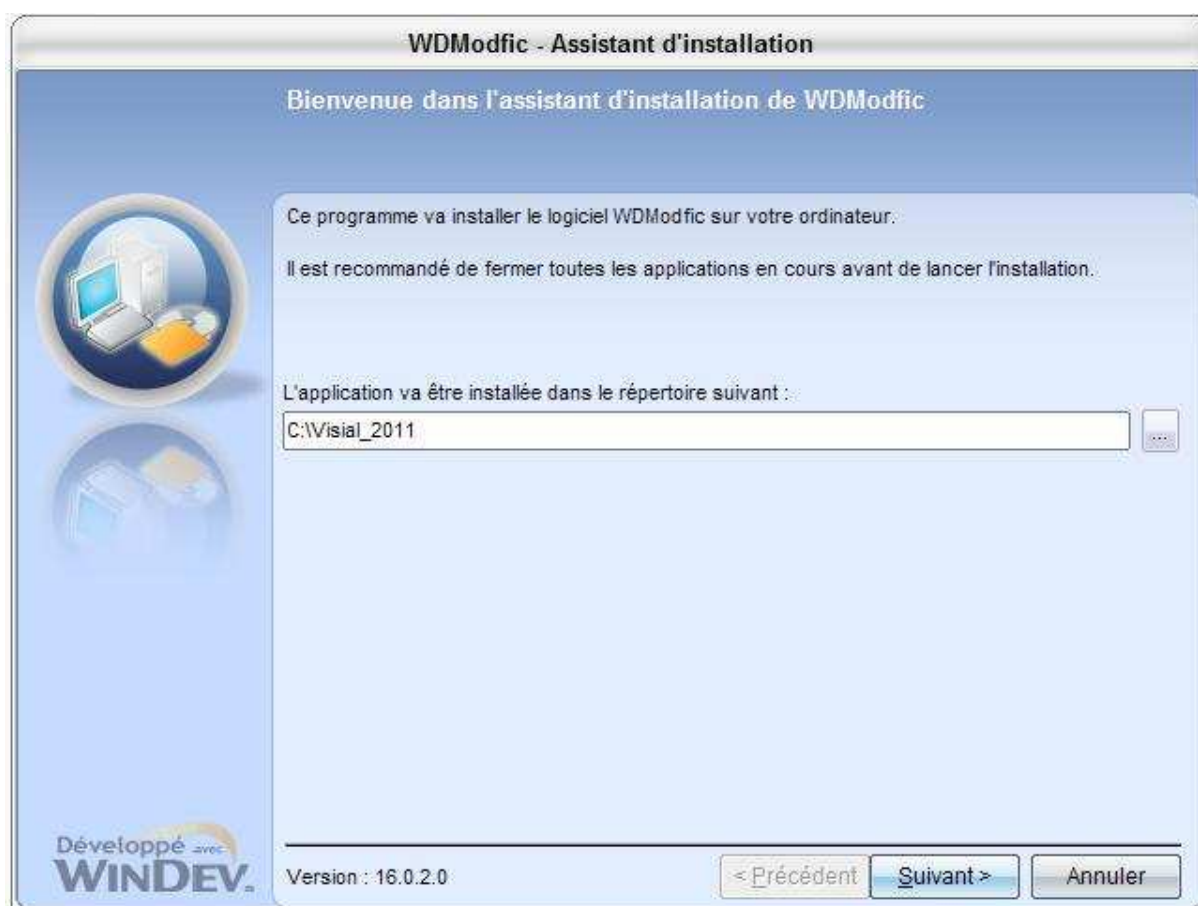 WDModfic - Assistant d'installation
Bienvenue dans l'assistant d'installation de WDModfic
Ce programme va installer le logiciel WDModfic sur votre ordinateur.
Il est recommandé de fermer toutes les applications en cours avant de lancer l'installation.
L'application va être installée dans le répertoire suivant :
C:\Visial_2011
...
Développé avec
WINDEV.
Version : 16.0.2.0
< Précédent
Suivant >
Annuler